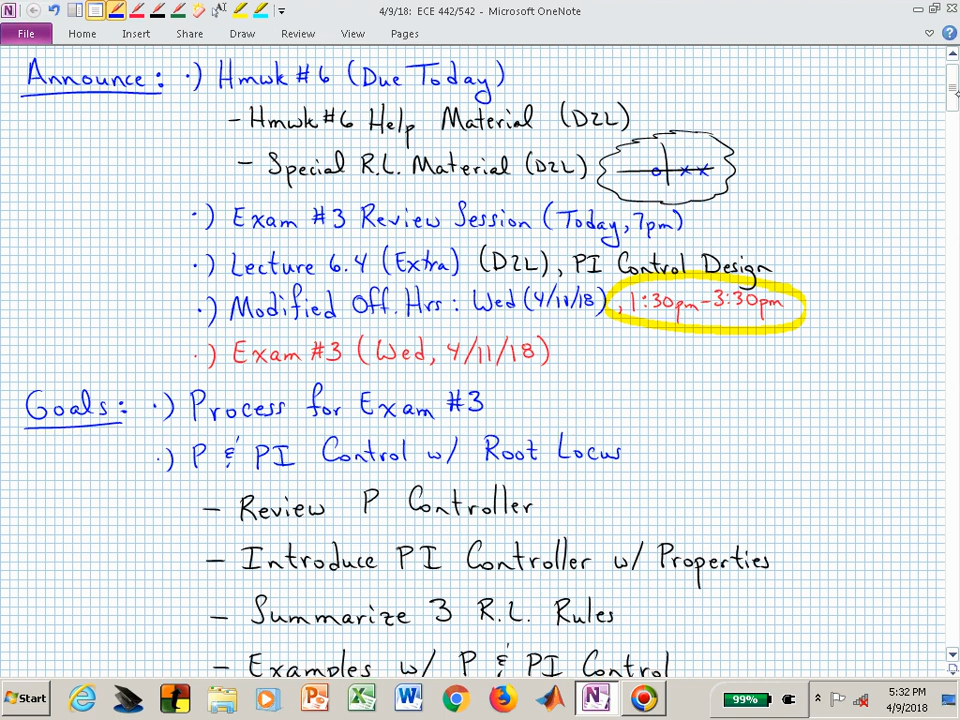 4/9/18: ECE 442/542 - Microsoft OneNote
File Home Insert Share Draw Review View Pages
Announce: ·) Hmwk #6 (Due Today)
- Hmwk #6 Help Material (D2L)
- Special R.L. Material (D2L)
·) Exam #3 Review Session (Today, 7pm)
·) Lecture 6.4 (Extra) (D2L), PI Control Design
·) Modified Off. Hrs: Wed (4/11/18), 1:30pm-3:30pm
·) Exam #3 (Wed, 4/11/18)
Goals: ·) Process for Exam #3
·) P & PI Control w/ Root Locus
- Review P Controller
- Introduce PI Controller w/ Properties
- Summarize 3 R.L. Rules
- Examples w/ P & PI Control
Start 99% 5:32 PM
4/9/2018